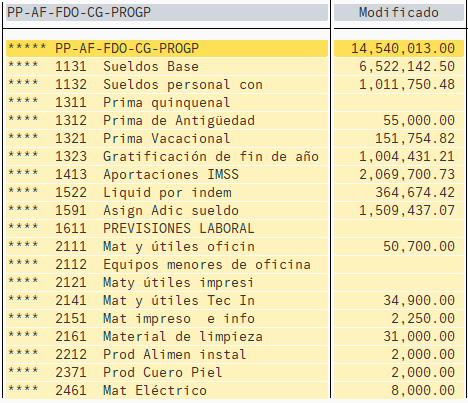 PP-AF-FDO-CG-PROGP Modificado
***** PP-AF-FDO-CG-PROGP 14,540,013.00
**** 1131 Sueldos Base 6,522,142.50
**** 1132 Sueldos personal con 1,011,750.48
**** 1311 Prima quinquenal
**** 1312 Prima de Antigüedad 55,000.00
**** 1321 Prima Vacacional 151,754.82
**** 1323 Gratificación de fin de año 1,004,431.21
**** 1413 Aportaciones IMSS 2,069,700.73
**** 1522 Liquid por indem 364,674.42
**** 1591 Asign Adic sueldo 1,509,437.07
**** 1611 PREVISIONES LABORAL
**** 2111 Mat y útiles oficin 50,700.00
**** 2112 Equipos menores de oficina
**** 2121 Maty útiles impresi
**** 2141 Mat y útiles Tec In 34,900.00
**** 2151 Mat impreso e info 2,250.00
**** 2161 Material de limpieza 31,000.00
**** 2212 Prod Alimen instal 2,000.00
**** 2371 Prod Cuero Piel 2,000.00
**** 2461 Mat Eléctrico 8,000.00